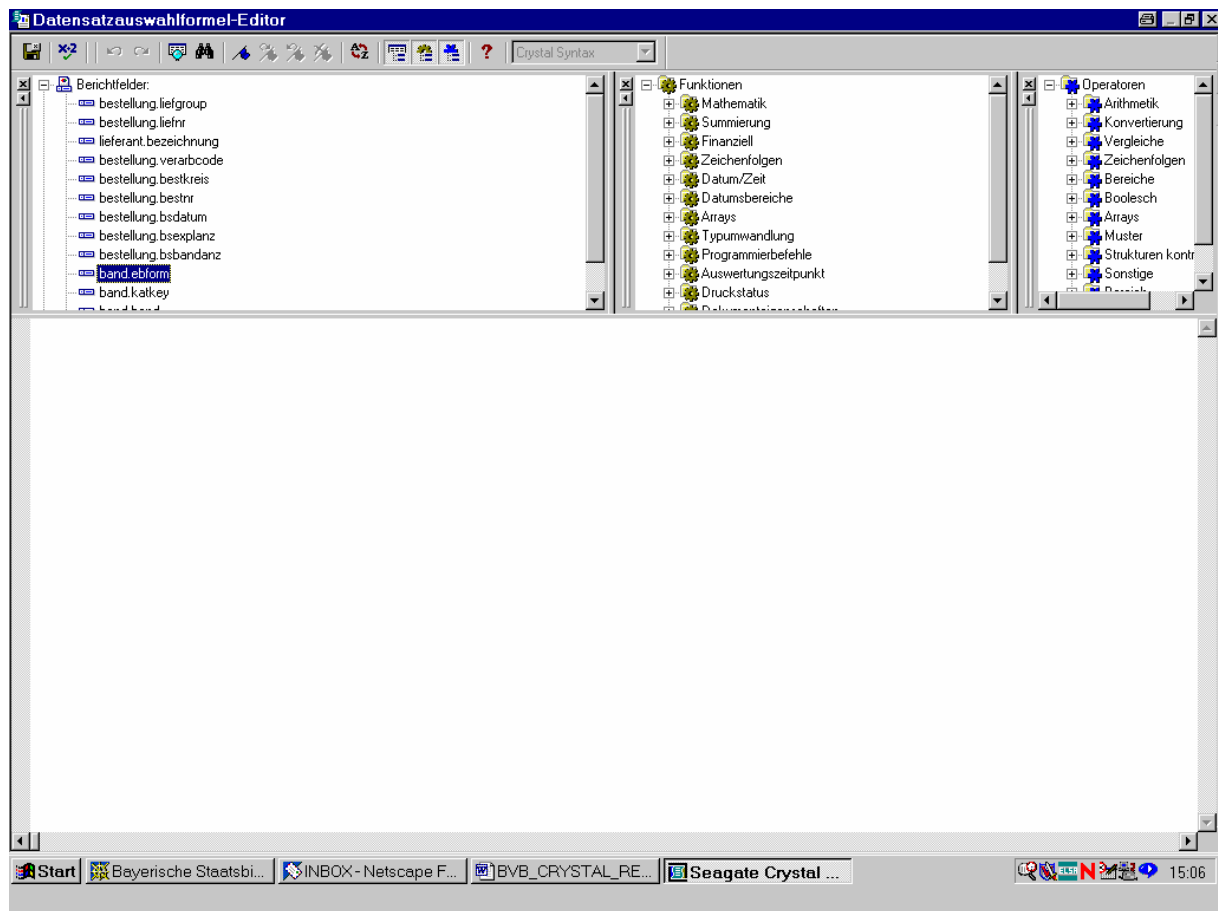 Datensatzauswahlformel-Editor
x+2
Crystal Syntax
Berichtfelder:
bestellung.liefgroup
bestellung.liefnr
lieferant.bezeichnung
bestellung.verarbcode
bestellung.bestkreis
bestellung.bestnr
bestellung.bsdatum
bestellung.bsexplanz
bestellung.bsbandanz
band.ebform
band.katkey
Funktionen
Mathematik
Summierung
Finanziell
Zeichenfolgen
Datum/Zeit
Datumsbereiche
Arrays
Typumwandlung
Programmierbefehle
Auswertungszeitpunkt
Druckstatus
Operatoren
Arithmetik
Konvertierung
Vergleiche
Zeichenfolgen
Bereiche
Boolesch
Arrays
Muster
Strukturen kontr
Sonstige
Start Bayerische Staatsbi... INBOX - Netscape F... BVB_CRYSTAL_RE... Seagate Crystal ... ELSA N 15:06